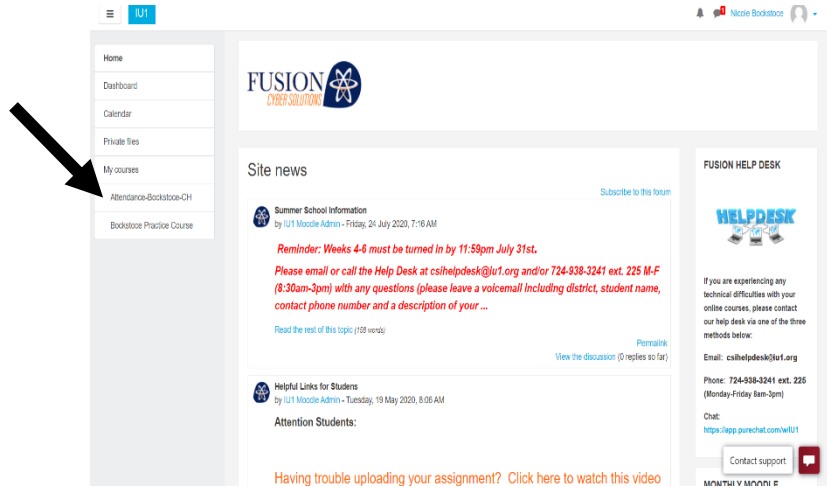 IU1
Nicole Bockstoce
Home
Dashboard
Calendar
Private files
My courses
Attendance-Bockstoce-CH
Bockstoce Practice Course
FUSION
CYBER SOLUTIONS
Site news
Subscribe to this forum
Summer School Information
by IU1 Moodle Admin - Friday, 24 July 2020, 7:16 AM
Reminder: Weeks 4-6 must be turned in by 11:59pm July 31st.
Please email or call the Help Desk at csihelpdesk@iu1.org and/or 724-938-3241 ext. 225 M-F
(8:30am-3pm) with any questions (please leave a voicemail including district, student name,
contact phone number and a description of your ...
Read the rest of this topic (159 words)
Permalink
View the discussion (0 replies so far)
Helpful Links for Studens
by IU1 Moodle Admin - Tuesday, 19 May 2020, 8:06 AM
Attention Students:
Having trouble uploading your assignment? Click here to watch this video
FUSION HELP DESK
HELPDESK
If you are experiencing any
technical difficulties with your
online courses, please contact
our help desk via one of the three
methods below:
Email: csihelpdesk@iu1.org
Phone: 724-938-3241 ext. 225
(Monday-Friday 8am-3pm)
Chat:
https://app.purechat.com/w/IU1
Contact support
MONTHLY MOODLE